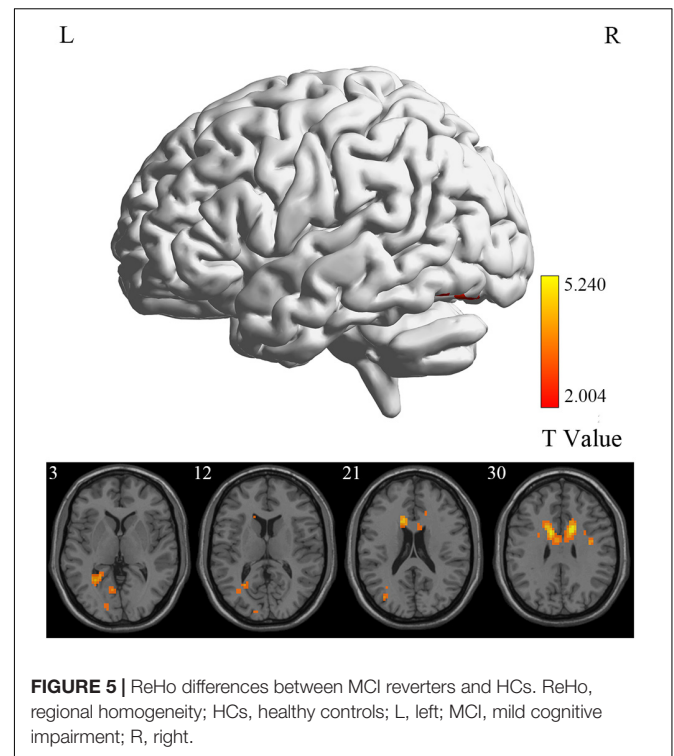 L R
5.240
2.004
T Value
3 12 21 30
FIGURE 5 | ReHo differences between MCI reverters and HCs. ReHo,
regional homogeneity; HCs, healthy controls; L, left; MCI, mild cognitive
impairment; R, right.